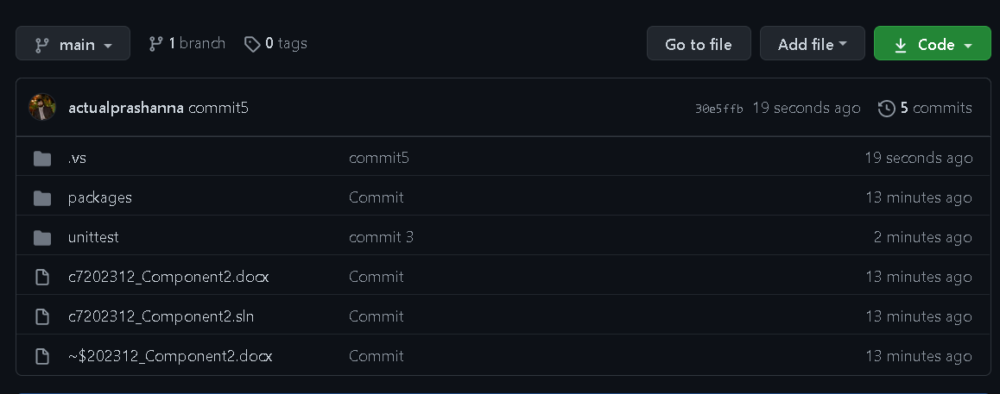 main 1 branch 0 tags Go to file Add file Code
actualprashanna commit5 30e5ffb 19 seconds ago 5 commits
.vs commit5 19 seconds ago
packages Commit 13 minutes ago
unittest commit 3 2 minutes ago
c7202312_Component2.docx Commit 13 minutes ago
c7202312_Component2.sln Commit 13 minutes ago
~$202312_Component2.docx Commit 13 minutes ago